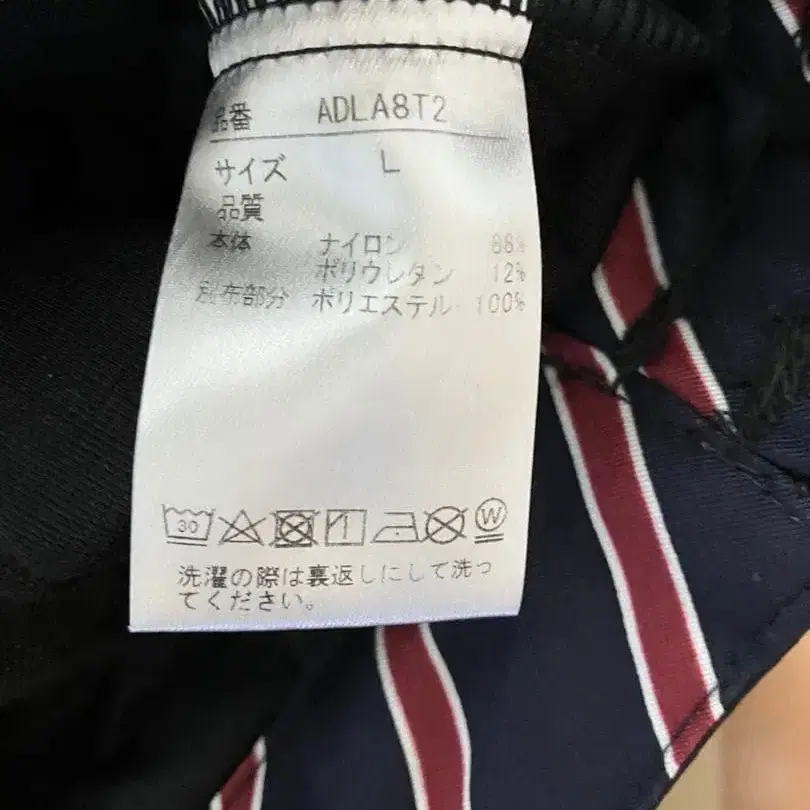 品番 ADLA8T2
サイズ L
品質
本体 ナイロン 88%
ポリウレタン 12%
別布部分 ポリエステル 100%
30
W
洗濯の際は裏返しにして洗っ
てください。